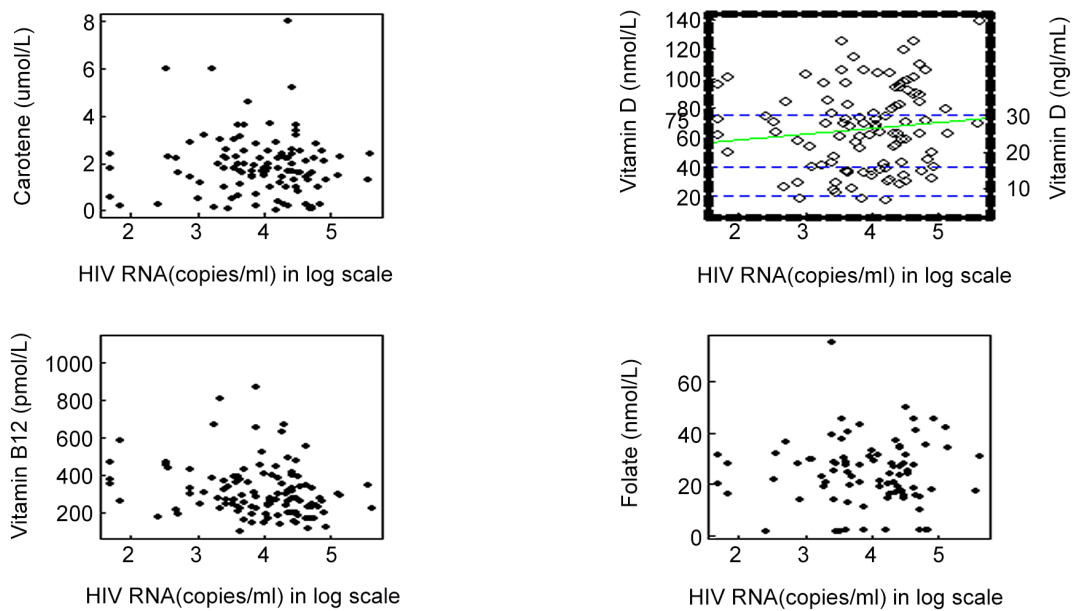 Carotene (umol/L)
8
6
4
2
0
2 3 4 5
HIV RNA(copies/ml) in log scale
Vitamin D (nmol/L)
140
120
100
80
75
60
40
20
2 3 4 5
30
20
10
Vitamin D (ngl/mL)
HIV RNA(copies/ml) in log scale
Vitamin B12 (pmol/L)
1000
800
600
400
200
2 3 4 5
HIV RNA(copies/ml) in log scale
Folate (nmol/L)
60
40
20
0
2 3 4 5
HIV RNA(copies/ml) in log scale